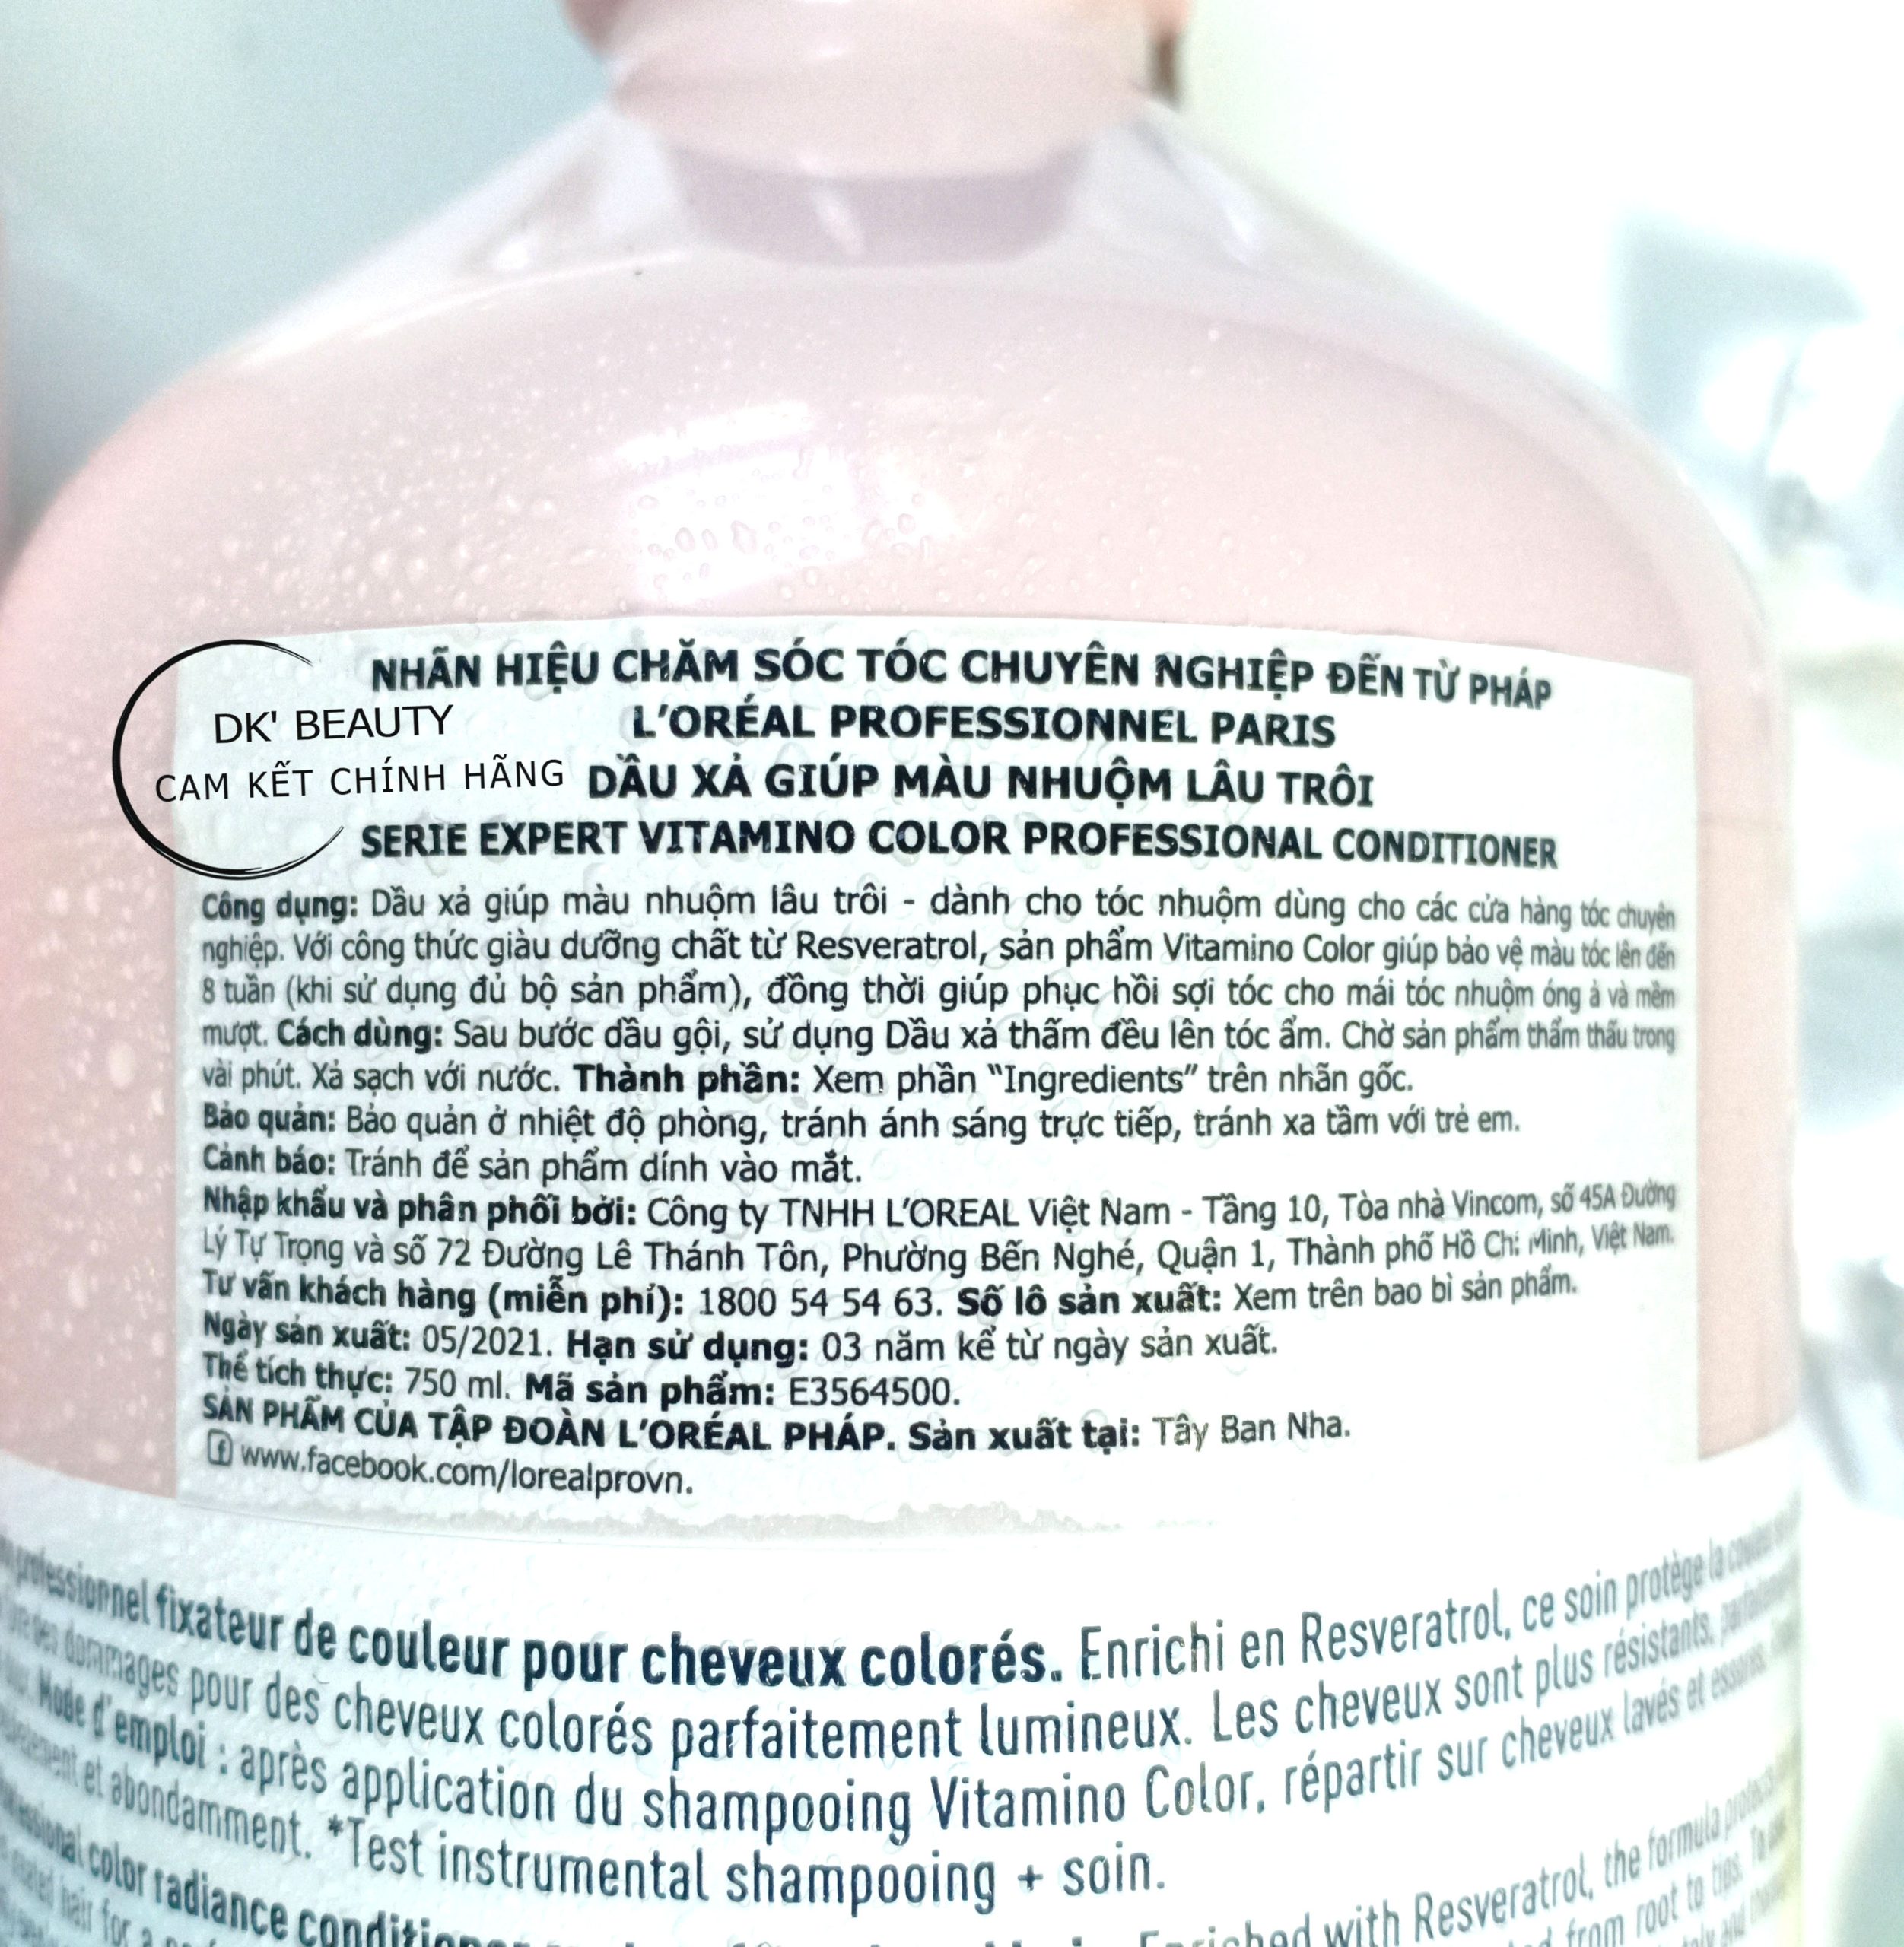 NHÃN HIỆU CHĂM SÓC TÓC CHUYÊN NGHIỆP ĐẾN TỪ PHÁP
L'ORÉAL PROFESSIONNEL PARIS
DẦU XẢ GIÚP MÀU NHUỘM LÂU TRÔI
SERIE EXPERT VITAMINO COLOR PROFESSIONAL CONDITIONER
DK' BEAUTY
CAM KẾT CHÍNH HÃNG
Công dụng: Dầu xả giúp màu nhuộm lâu trôi - dành cho tóc nhuộm dùng cho các cửa hàng tóc chuyên
nghiệp. Với công thức giàu dưỡng chất từ Resveratrol, sản phẩm Vitamino Color giúp bảo vệ màu tóc lên đến
8 tuần (khi sử dụng đủ bộ sản phẩm), đồng thời giúp phục hồi sợi tóc cho mái tóc nhuộm óng ả và mềm
mượt. Cách dùng: Sau bước dầu gội, sử dụng Dầu xả thấm đều lên tóc ẩm. Chờ sản phẩm thẩm thấu trong
vài phút. Xả sạch với nước. Thành phần: Xem phần "Ingredients" trên nhãn gốc.
Bảo quản: Bảo quản ở nhiệt độ phòng, tránh ánh sáng trực tiếp, tránh xa tầm với trẻ em.
Cảnh báo: Tránh để sản phẩm dính vào mắt.
Nhập khẩu và phân phối bởi: Công ty TNHH L'OREAL Việt Nam - Tầng 10, Tòa nhà Vincom, số 45A Đường
Lý Tự Trọng và số 72 Đường Lê Thánh Tôn, Phường Bến Nghé, Quận 1, Thành phố Hồ Chí Minh, Việt Nam.
Tư vấn khách hàng (miễn phí): 1800 54 54 63. Số lô sản xuất: Xem trên bao bì sản phẩm.
Ngày sản xuất: 05/2021. Hạn sử dụng: 03 năm kể từ ngày sản xuất.
Thể tích thực: 750 ml. Mã sản phẩm: E3564500.
SẢN PHẨM CỦA TẬP ĐOÀN L'ORÉAL PHÁP. Sản xuất tại: Tây Ban Nha.
www.facebook.com/lorealprovn.
professionnel fixateur de couleur pour cheveux colorés. Enrichi en Resveratrol, ce soin protège la
dommages pour des cheveux colorés parfaitement lumineux. Les cheveux sont plus résistants,
Mode d'emploi : après application du shampooing Vitamino Color, répartir sur cheveux lavés et
et abondamment. *Test instrumental shampooing + soin.
color radiance with Resveratrol, the formula
hair for a from root to tips.